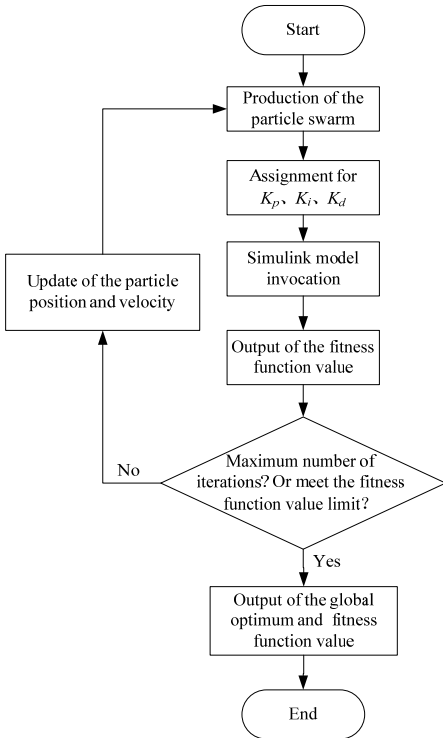 Start
Production of the
particle swarm
Assignment for
Kp、Ki、Kd
Simulink model
invocation
Update of the particle
position and velocity
Output of the fitness
function value
Maximum number of
iterations? Or meet the fitness
function value limit?
No
Yes
Output of the global
optimum and fitness
function value
End